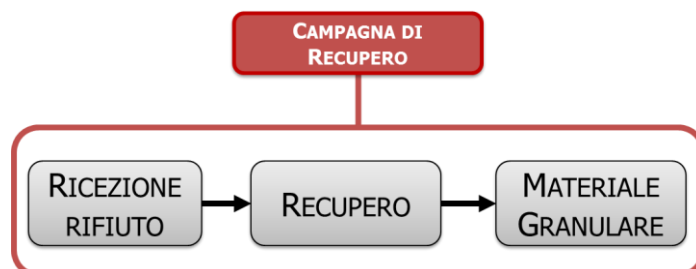 CAMPAGNA DI
RECUPERO
RICEZIONE
RIFIUTO
RECUPERO
MATERIALE
GRANULARE